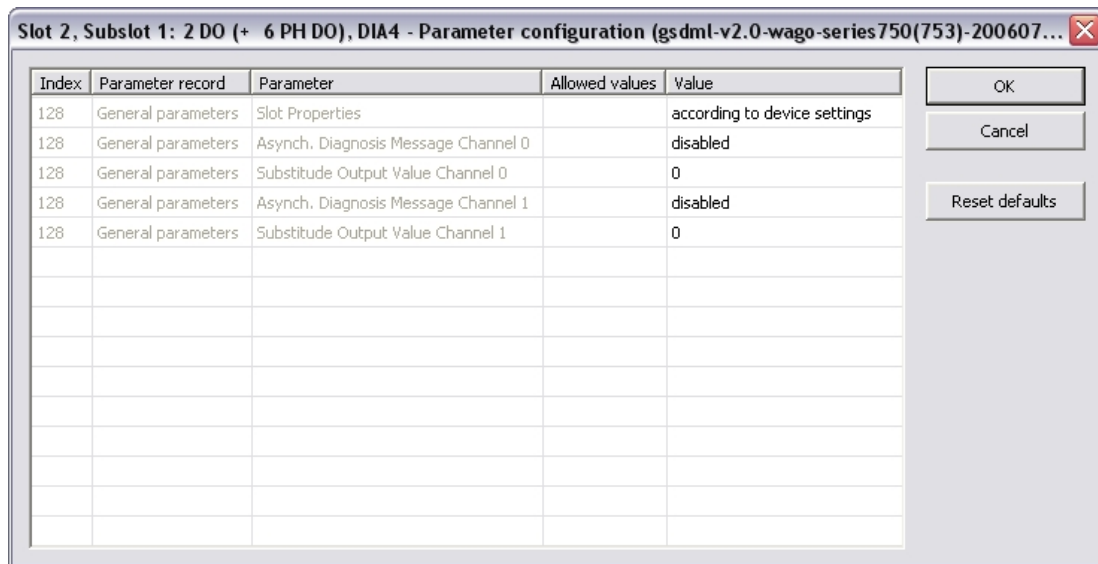 Slot 2, Subslot 1: 2 DO (+ 6 PH DO), DIA4 - Parameter configuration (gsdml-v2.0-wago-series750(753)-200607...
Index Parameter record Parameter Allowed values Value
128 General parameters Slot Properties according to device settings
128 General parameters Asynch. Diagnosis Message Channel 0 disabled
128 General parameters Substitude Output Value Channel 0 0
128 General parameters Asynch. Diagnosis Message Channel 1 disabled
128 General parameters Substitude Output Value Channel 1 0
OK
Cancel
Reset defaults